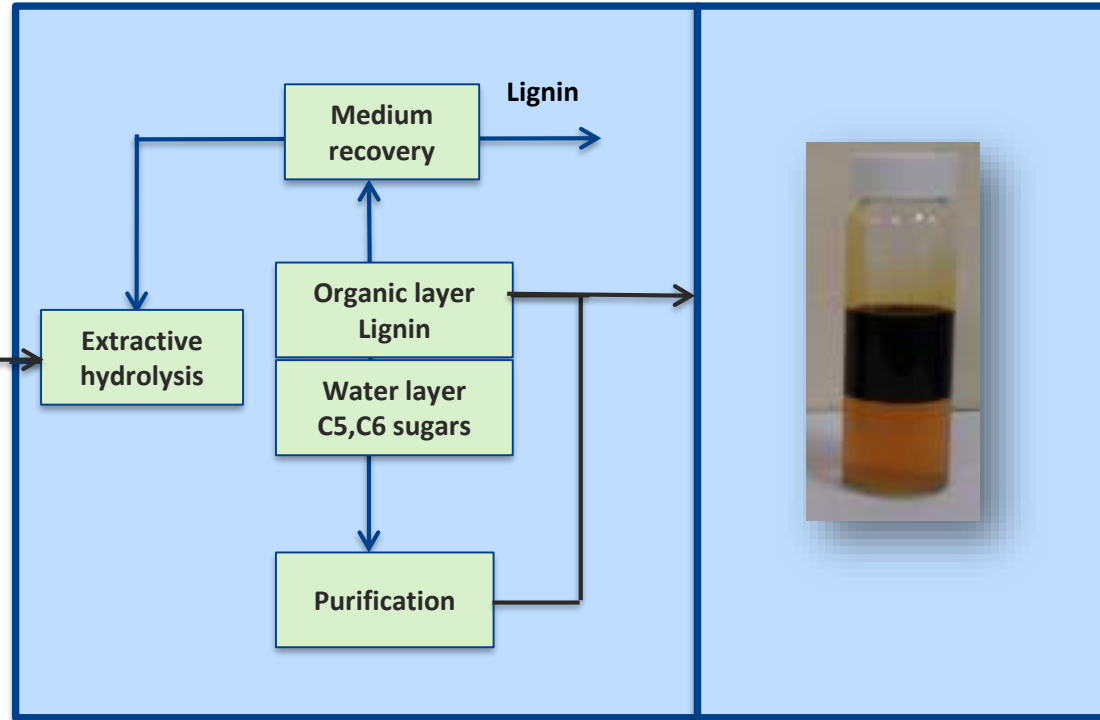 Lignin
Medium
recovery
Organic layer
Lignin
Extractive
hydrolysis
Water layer
C5,C6 sugars
Purification